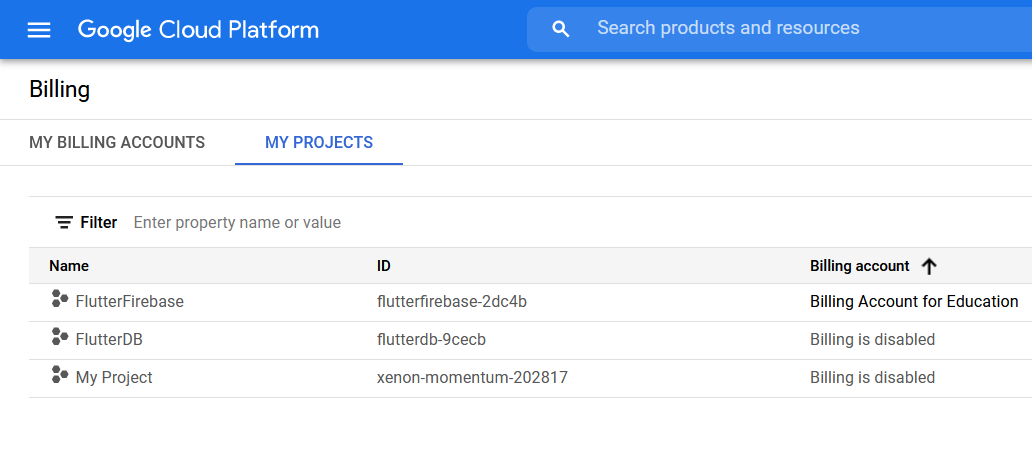 Google Cloud Platform Search products and resources
Billing
MY BILLING ACCOUNTS MY PROJECTS
Filter Enter property name or value
Name ID Billing account
FlutterFirebase flutterfirebase-2dc4b Billing Account for Education
FlutterDB flutterdb-9cecb Billing is disabled
My Project xenon-momentum-202817 Billing is disabled